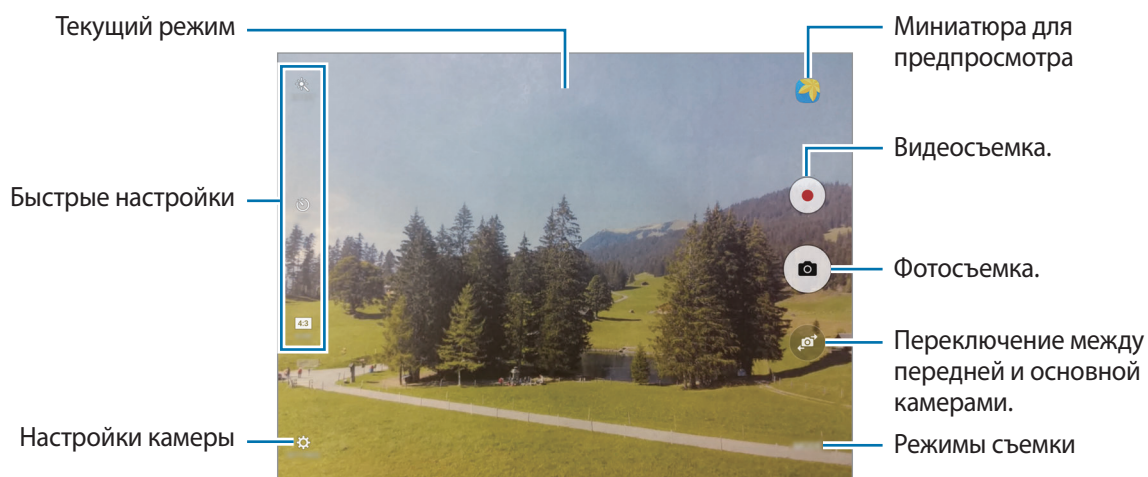 Текущий режим
Миниатюра для
предпросмотра
Видеосъемка.
Быстрые настройки
Фотосъемка.
4:3
Переключение между
передней и основной
камерами.
Настройки камеры
Режимы съемки